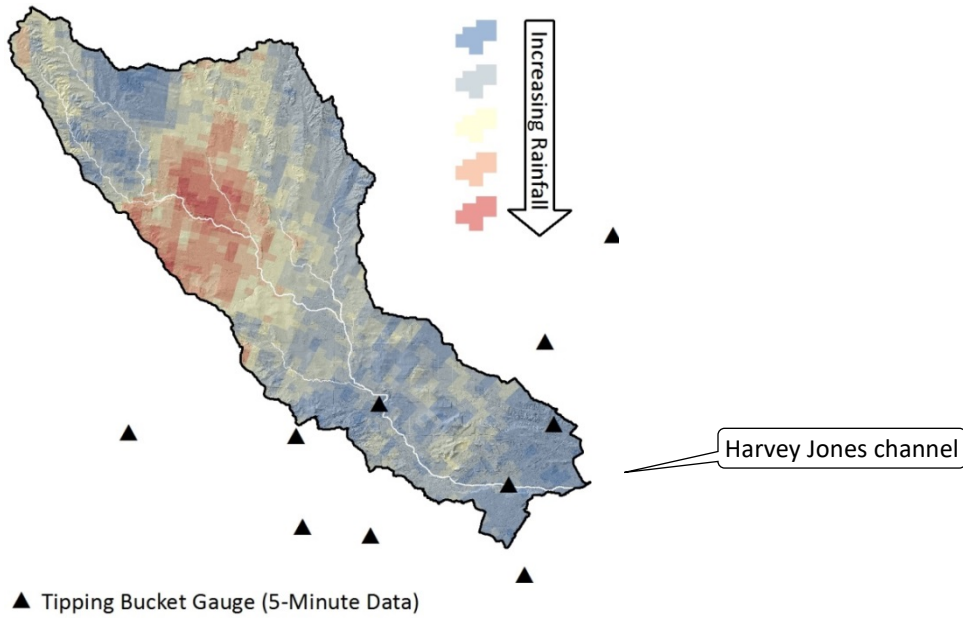 Increasing Rainfall
Harvey Jones channel
▲ Tipping Bucket Gauge (5-Minute Data)